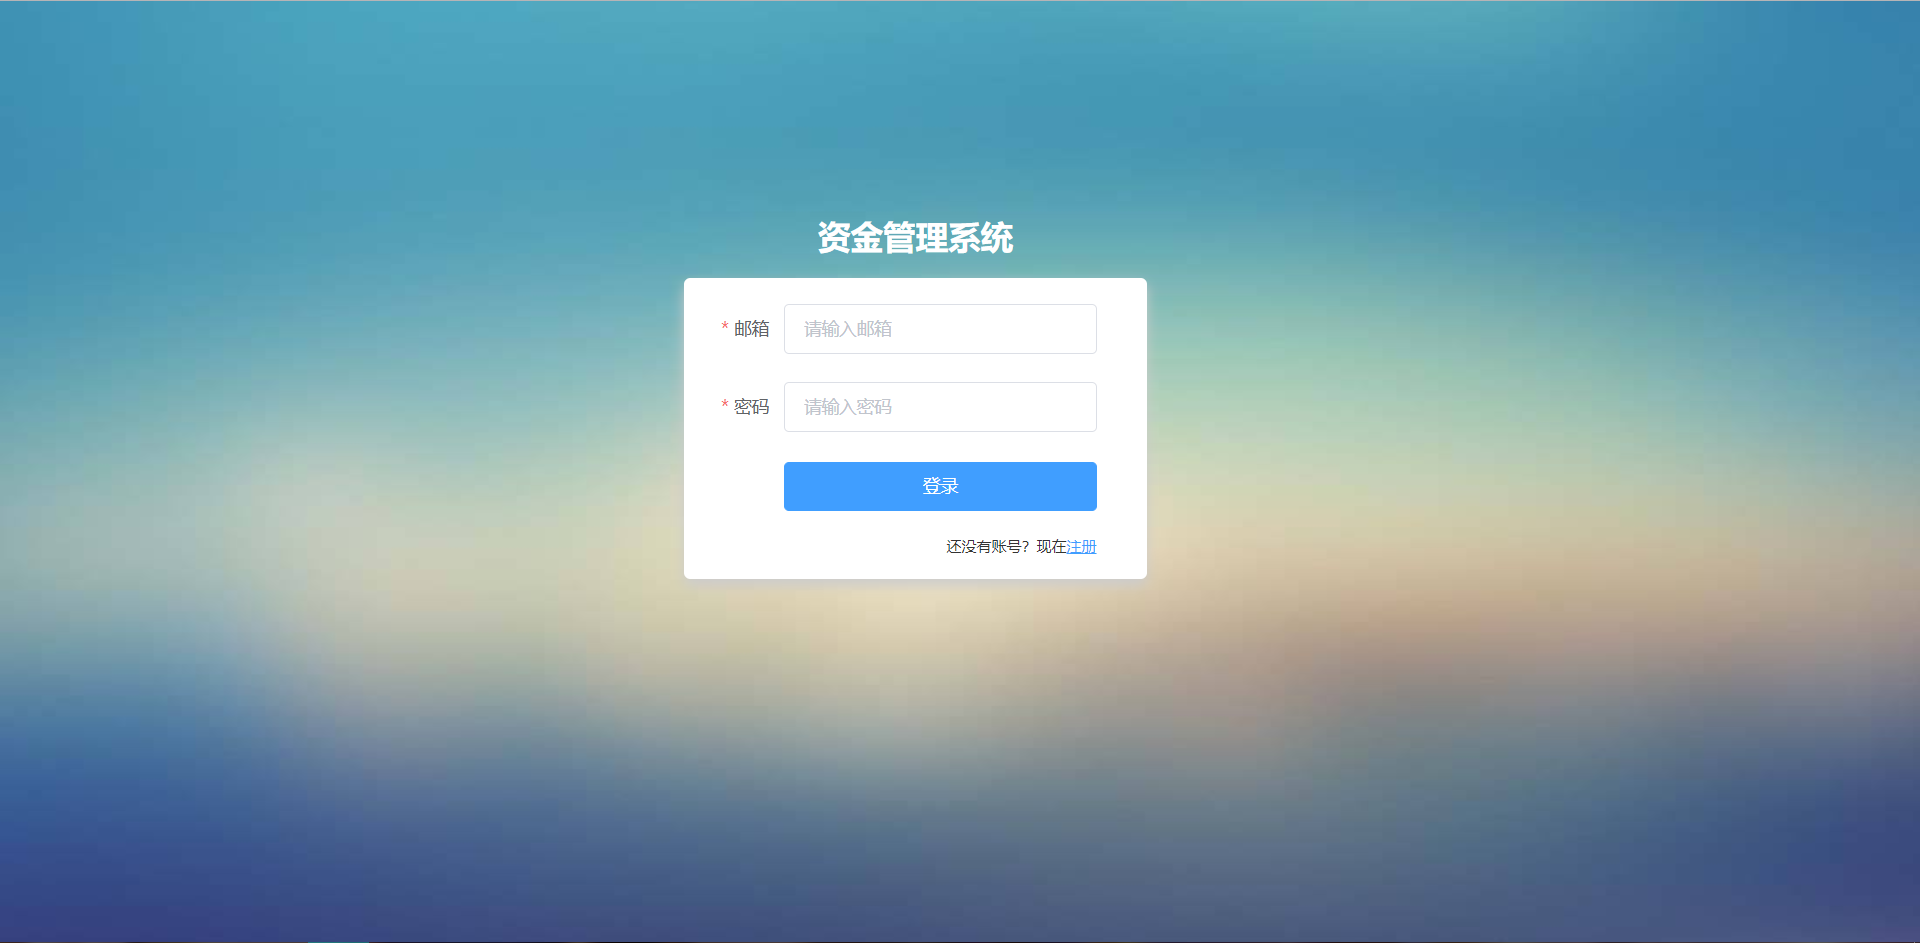 资金管理系统
* 邮箱 请输入邮箱
* 密码 请输入密码
登录
还没有账号？现在注册